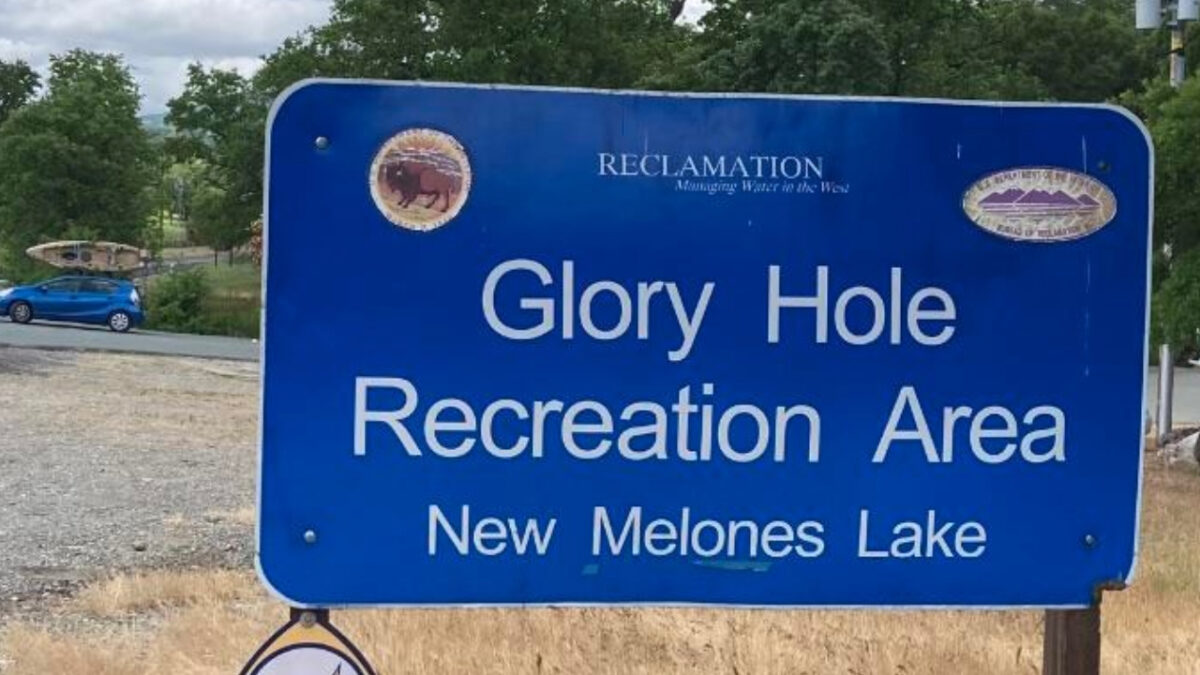 RECLAMATION
Managing Water in the West
Glory Hole
Recreation Area
New Melones Lake